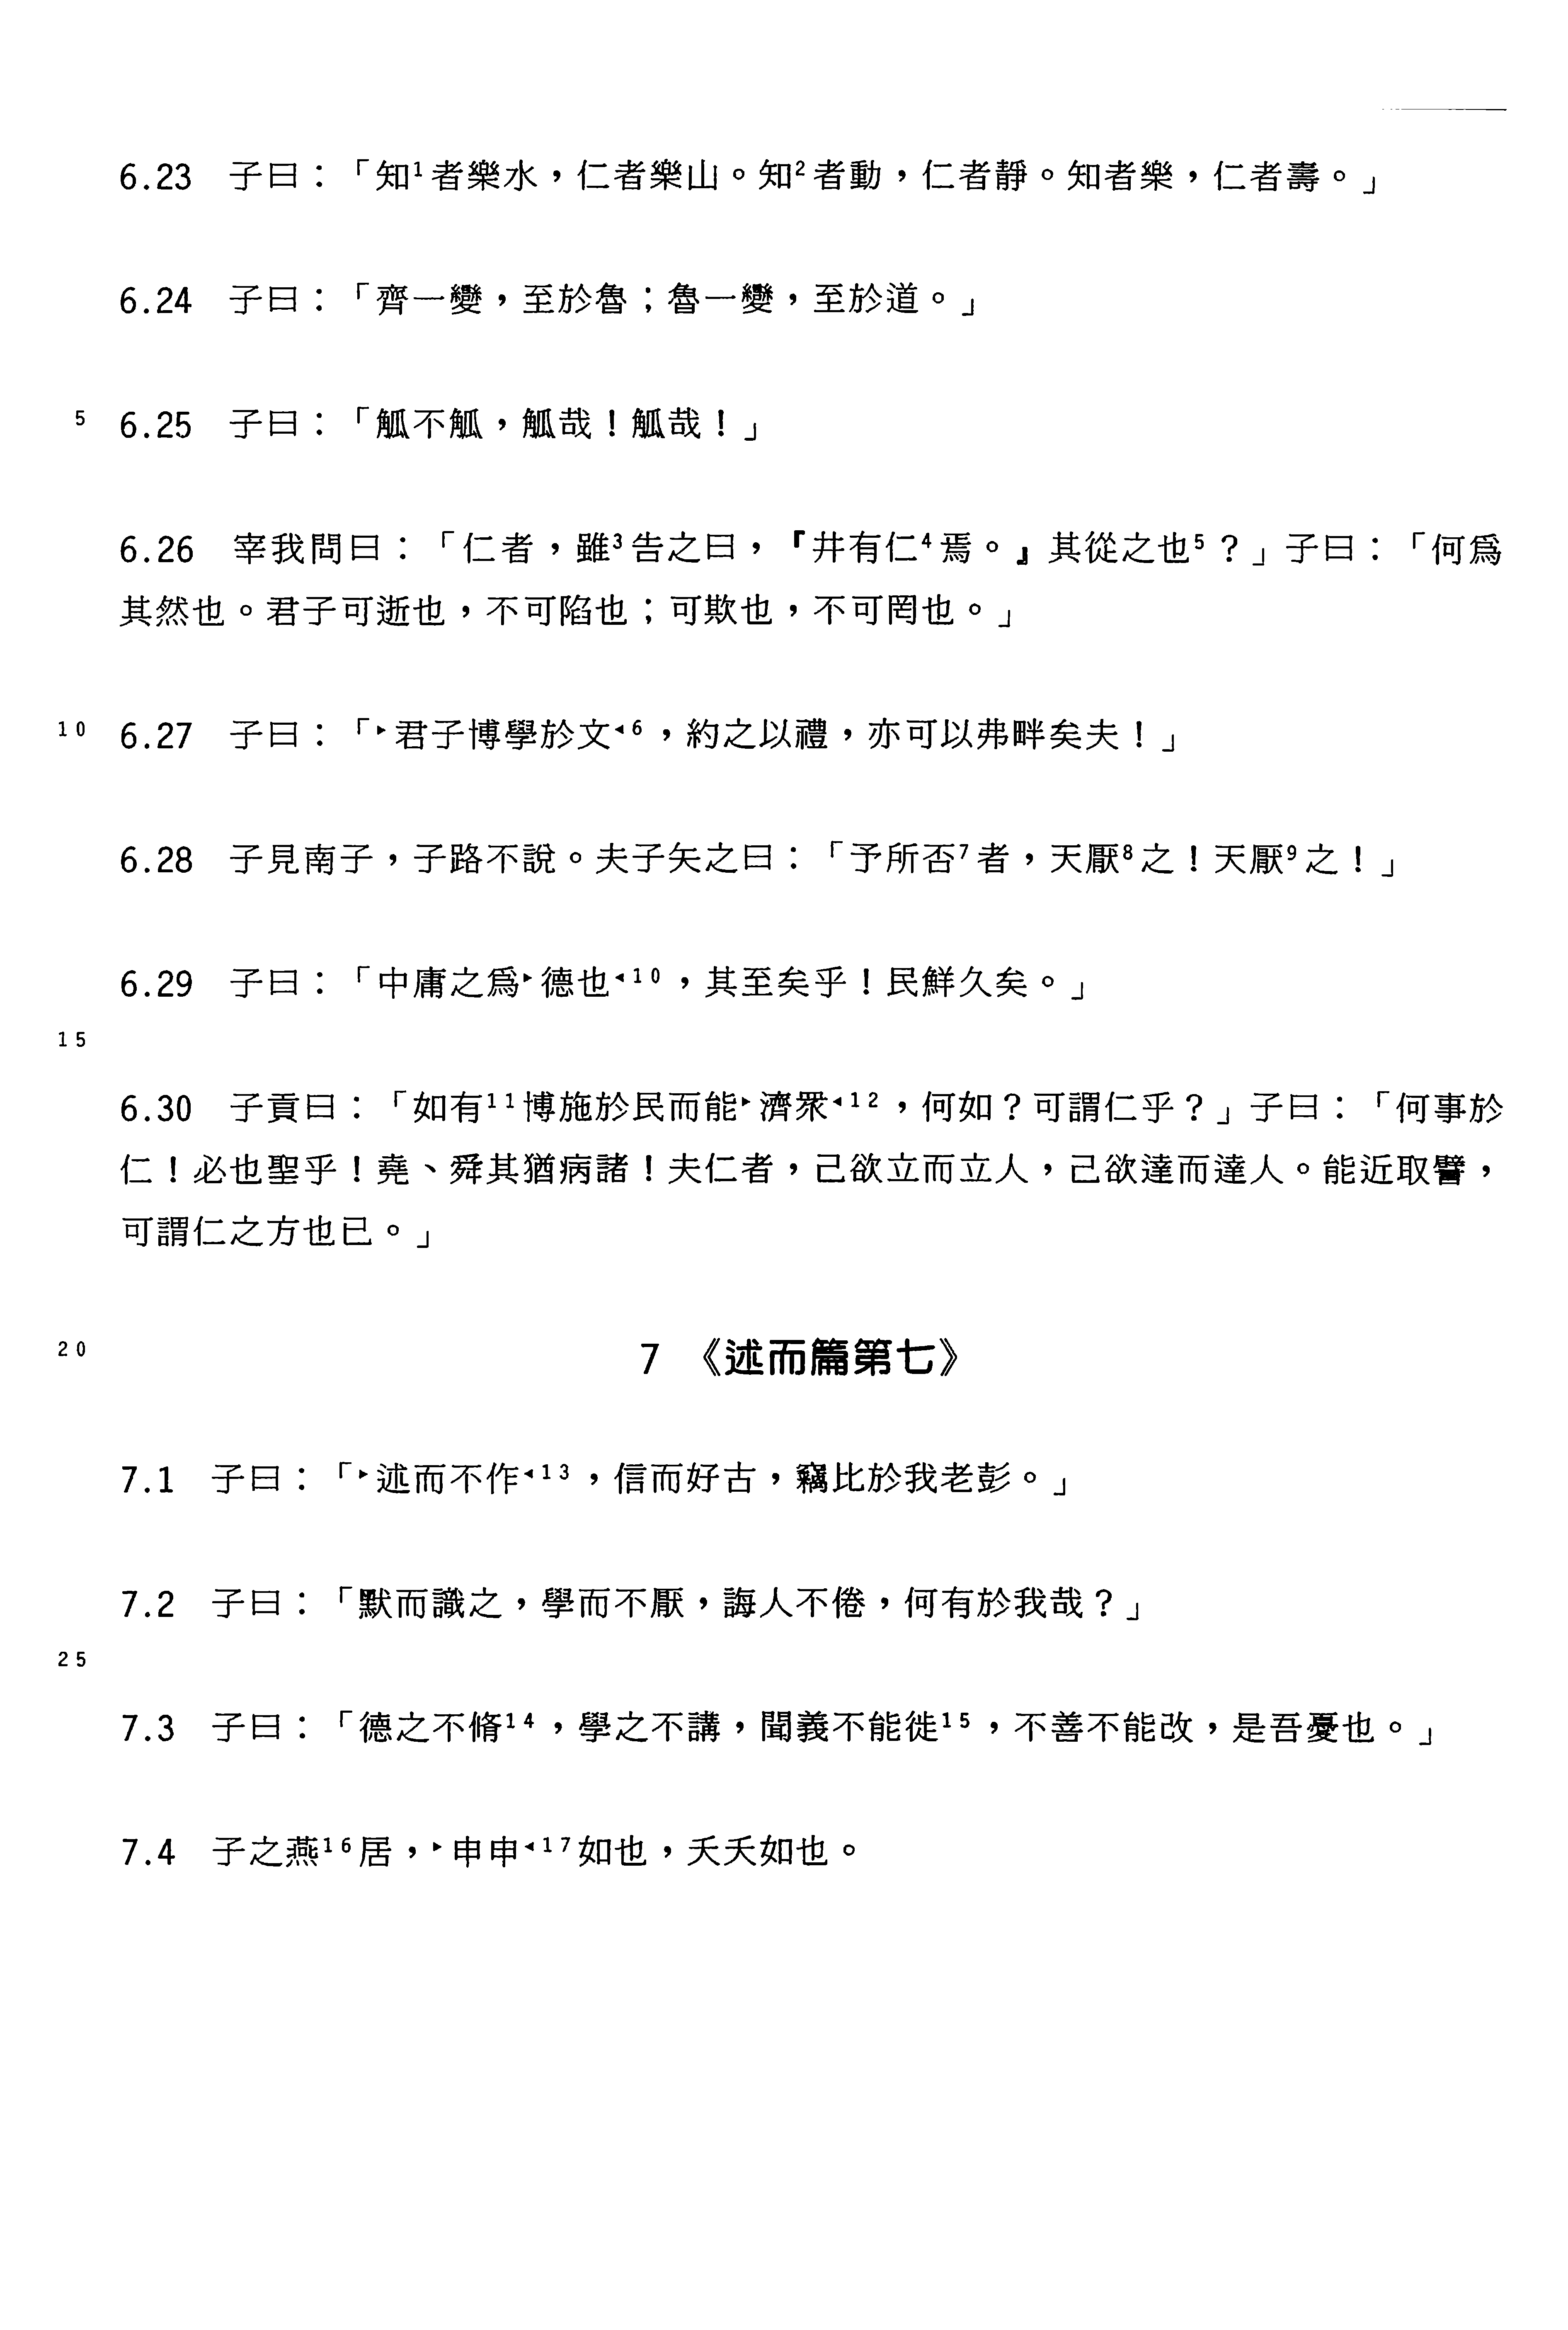 6.23 子曰：「知¹者樂水，仁者樂山。知²者動，仁者靜。知者樂，仁者壽。」
6.24 子曰：「齊一變，至於魯；魯一變，至於道。」
5 6.25 子曰：「觚不觚，觚哉！觚哉！」
6.26 宰我問曰：「仁者，雖³告之曰，『井有仁⁴焉。』其從之也⁵？」子曰：「何爲
其然也。君子可逝也，不可陷也；可欺也，不可罔也。」
10 6.27 子曰：「▸君子博學於文◂⁶，約之以禮，亦可以弗畔矣夫！」
6.28 子見南子，子路不說。夫子矢之曰：「予所否⁷者，天厭⁸之！天厭⁹之！」
6.29 子曰：「中庸之爲▸德也◂¹⁰，其至矣乎！民鮮久矣。」
15
6.30 子貢曰：「如有¹¹博施於民而能▸濟眾◂¹²，何如？可謂仁乎？」子曰：「何事於
仁！必也聖乎！堯、舜其猶病諸！夫仁者，己欲立而立人，己欲達而達人。能近取譬，
可謂仁之方也已。」
20 7 《述而篇第七》
7.1 子曰：「▸述而不作◂¹³，信而好古，竊比於我老彭。」
7.2 子曰：「默而識之，學而不厭，誨人不倦，何有於我哉？」
25
7.3 子曰：「德之不脩¹⁴，學之不講，聞義不能徙¹⁵，不善不能改，是吾憂也。」
7.4 子之燕¹⁶居，▸申申◂¹⁷如也，夭夭如也。